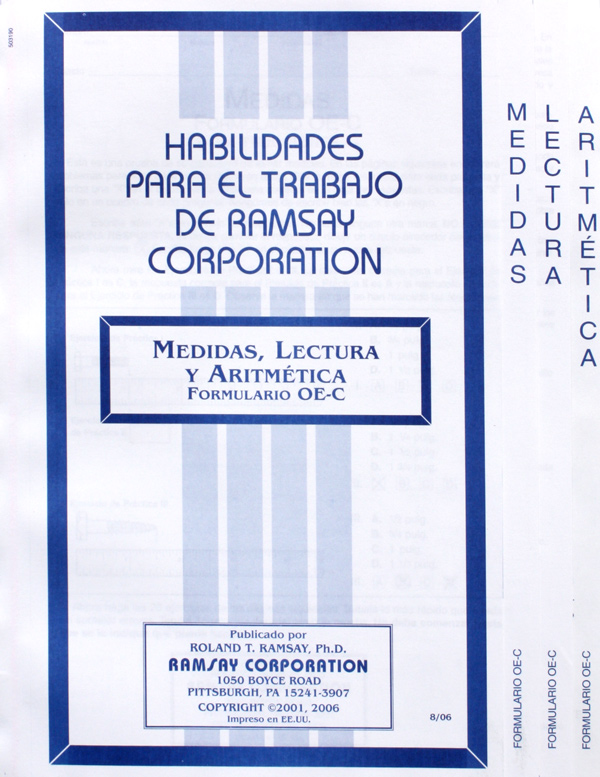 503190
HABILIDADES
PARA EL TRABAJO
DE RAMSAY
CORPORATION
MEDIDAS, LECTURA
Y ARITMÉTICA
FORMULARIO OE-C
Publicado por
ROLAND T. RAMSAY, Ph.D.
RAMSAY CORPORATION
1050 BOYCE ROAD
PITTSBURGH, PA 15241-3907
COPYRIGHT ©2001, 2006
Impreso en EE.UU.
8/06
MEDIDAS
FORMULARIO OE-C
LECTURA
FORMULARIO OE-C
ARITMÉTICA
FORMULARIO OE-C